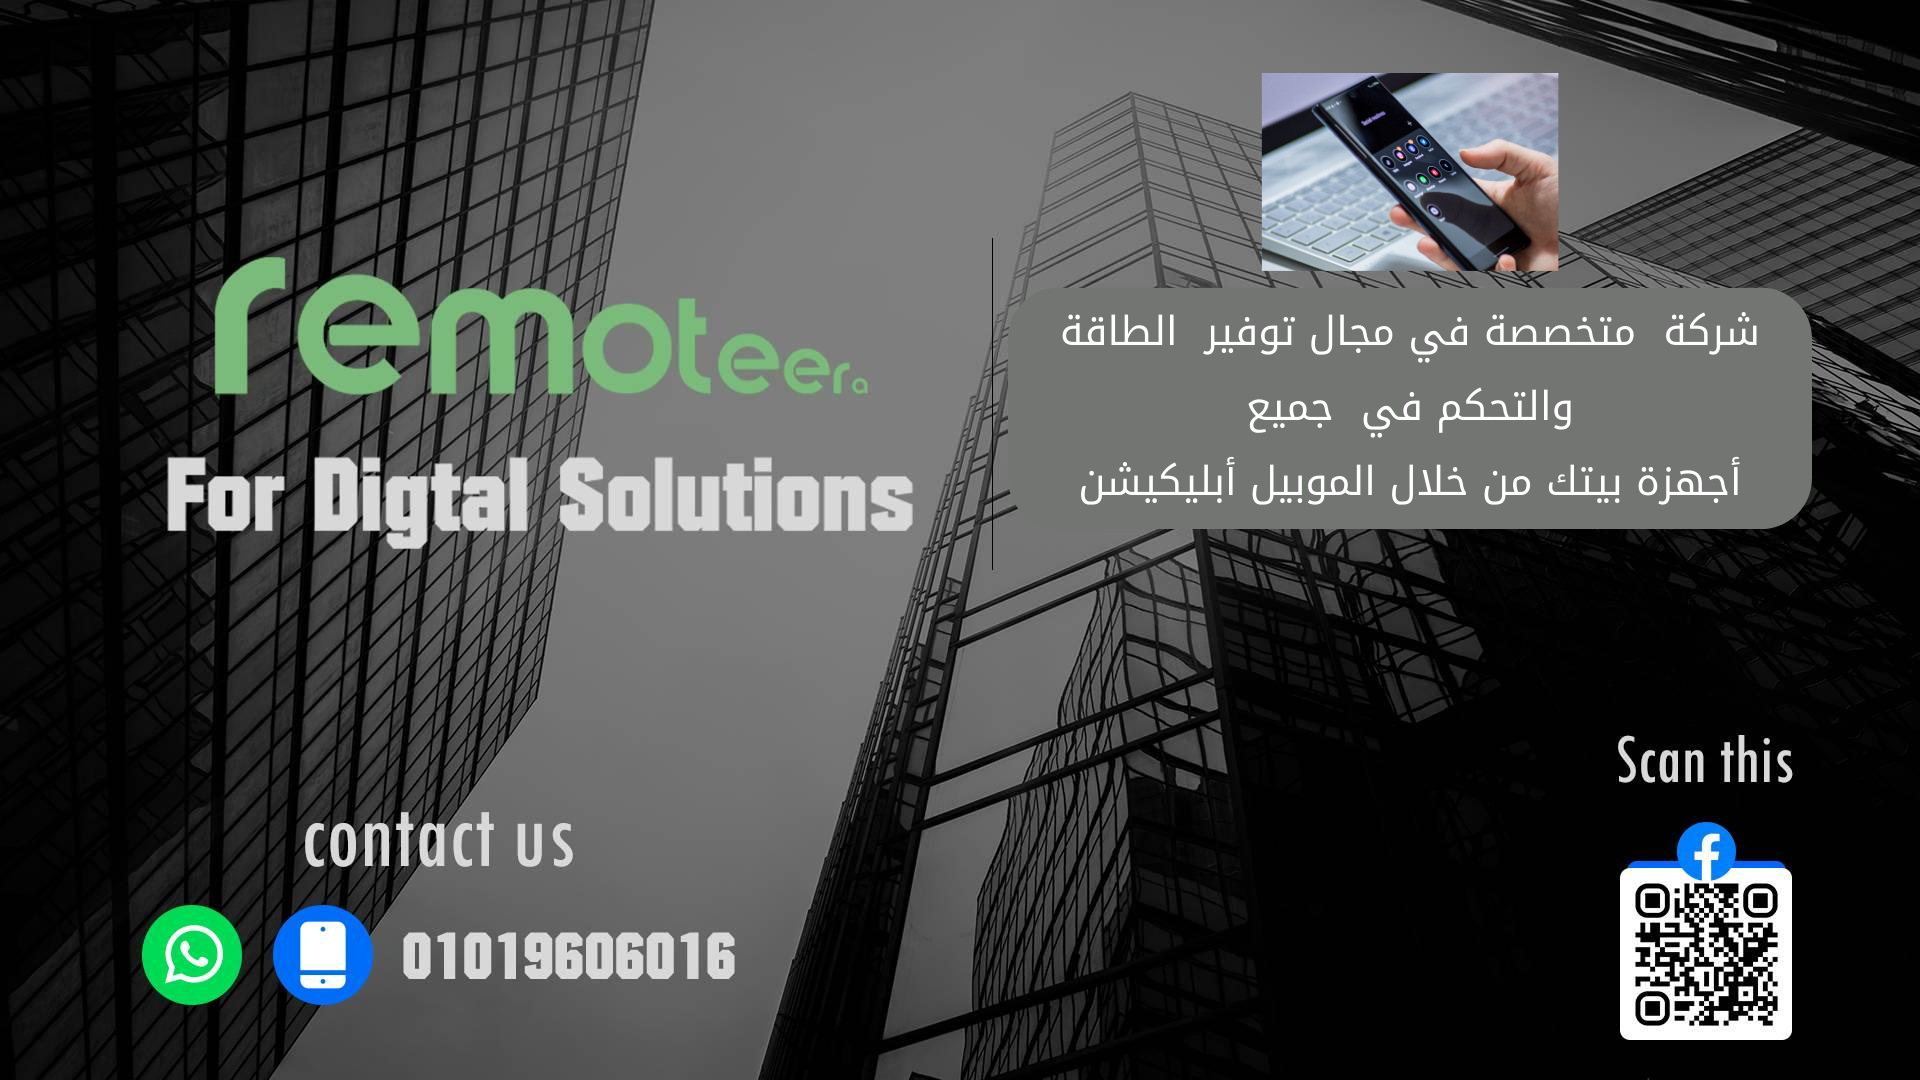 remoteera
For Digtal Solutions
شركة متخصصة في مجال توفير الطاقة
والتحكم في جميع
أجهزة بيتك من خلال الموبيل أبليكيشن
contact us
01019606016
Scan this